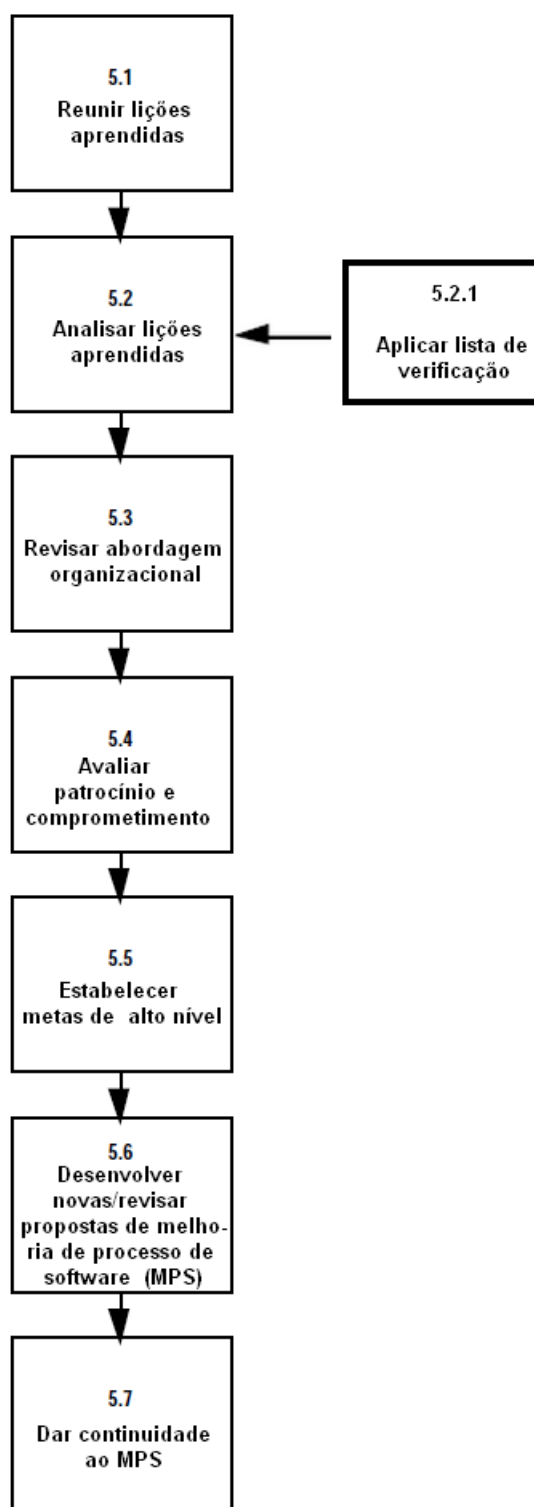 5.1
Reunir lições
aprendidas
5.2
Analisar lições
aprendidas
5.2.1
Aplicar lista de
verificação
5.3
Revisar abordagem
organizacional
5.4
Avaliar
patrocínio e
comprometimento
5.5
Estabelecer
metas de alto nível
5.6
Desenvolver
novas/revisar
propostas de melho-
ria de processo de
software (MPS)
5.7
Dar continuidade
ao MPS